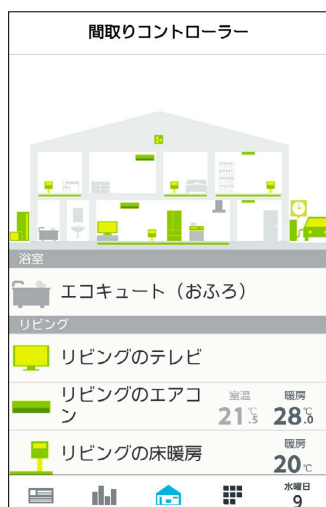 間取りコントローラー
浴室
エコキュート（おふろ）
リビング
リビングのテレビ
リビングのエアコン
室温 21.5℃
暖房 28.0℃
リビングの床暖房
暖房 20℃
水曜日
9